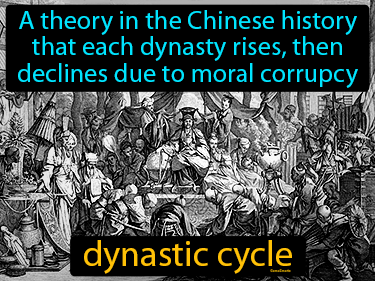 A theory in the Chinese history
that each dynasty rises, then
declines due to moral corrupcy
dynastic cycle